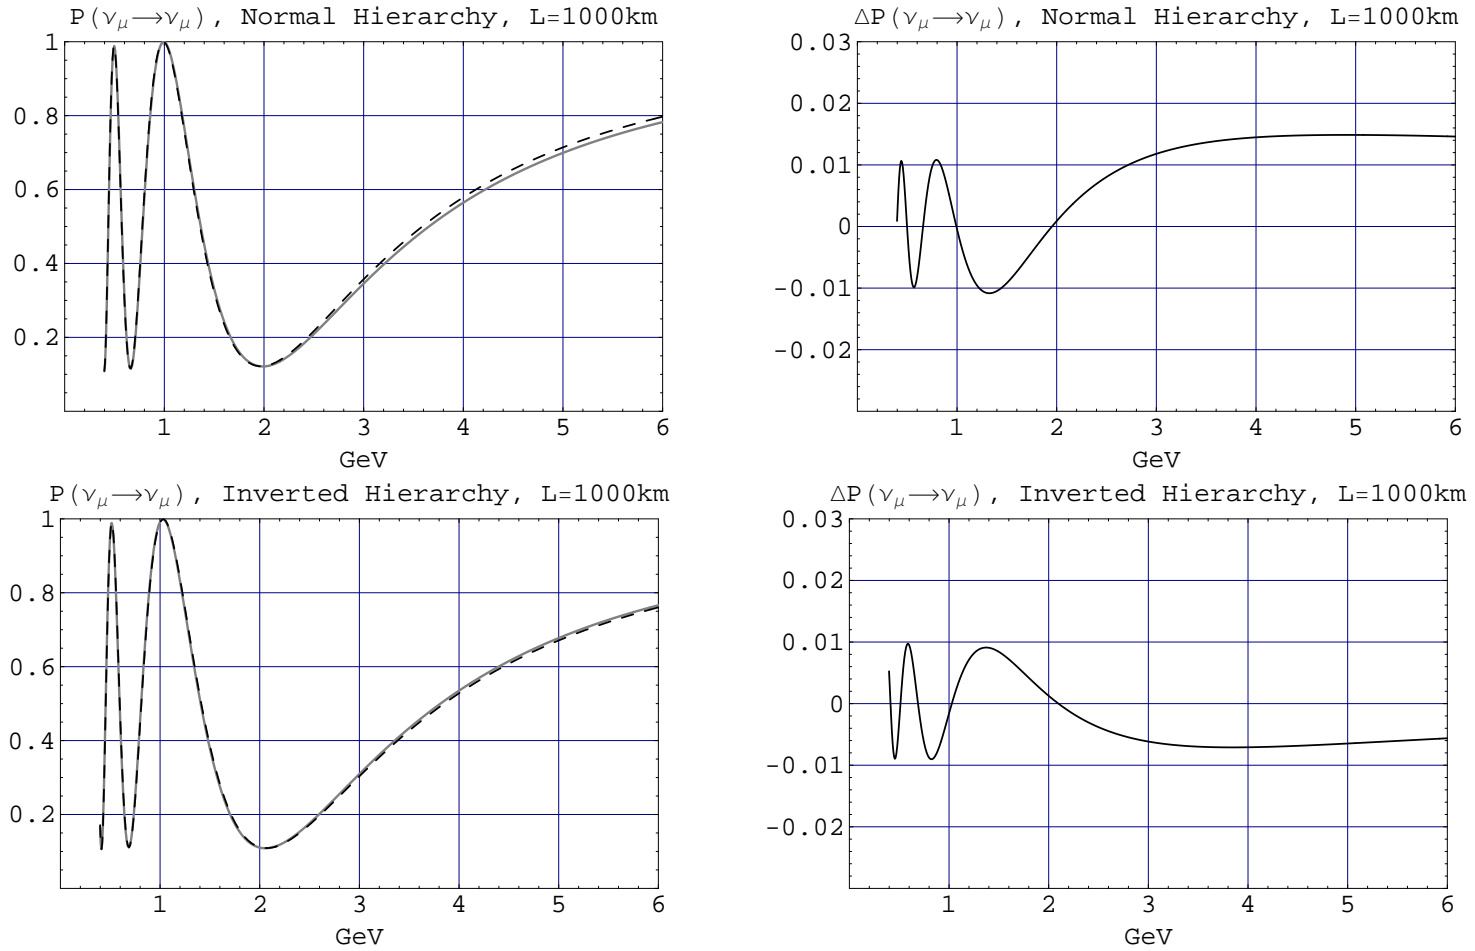 P(νμ⟶νμ), Normal Hierarchy, L=1000km
1
0.8
0.6
0.4
0.2
1 2 3 4 5 6
GeV
ΔP(νμ⟶νμ), Normal Hierarchy, L=1000km
0.03
0.02
0.01
0
-0.01
-0.02
1 2 3 4 5 6
GeV
P(νμ⟶νμ), Inverted Hierarchy, L=1000km
1
0.8
0.6
0.4
0.2
1 2 3 4 5 6
GeV
ΔP(νμ⟶νμ), Inverted Hierarchy, L=1000km
0.03
0.02
0.01
0
-0.01
-0.02
1 2 3 4 5 6
GeV